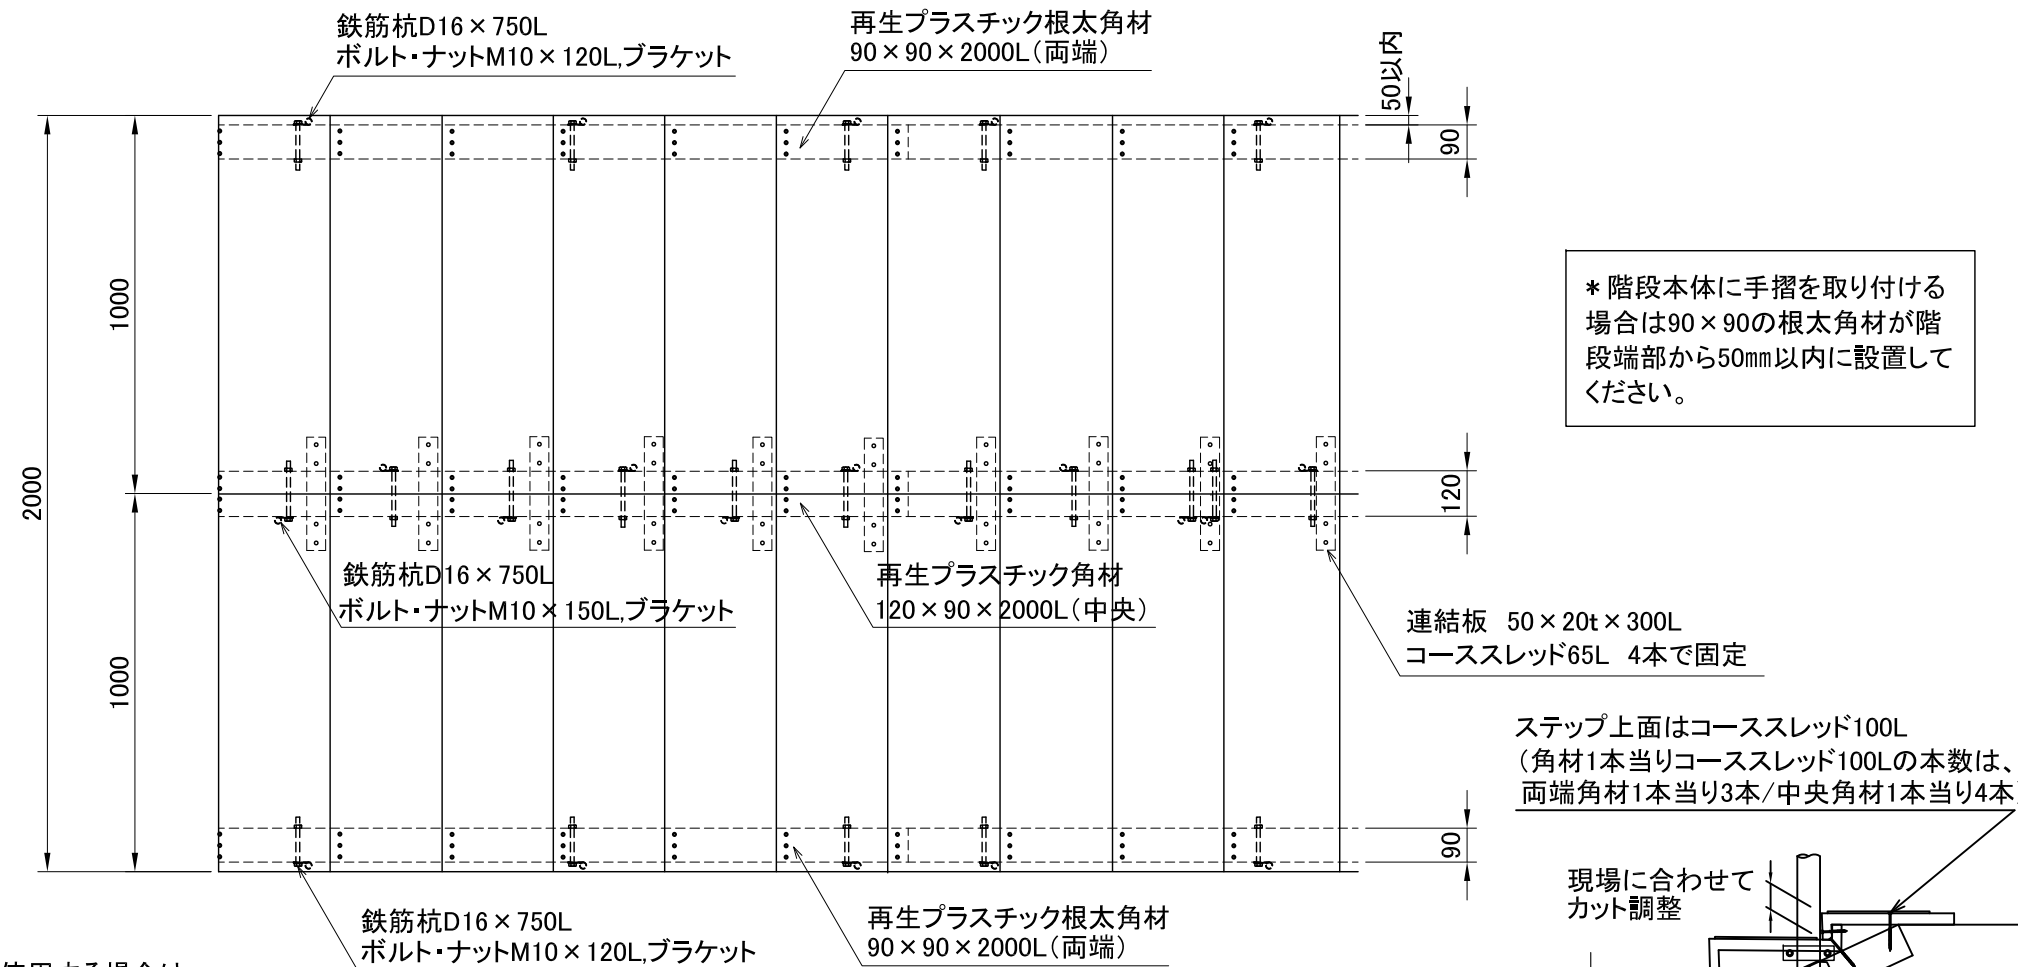 鉄筋杭D16×750L
ボルト・ナットM10×120L,ブラケット
再生プラスチック根太角材
90×90×2000L(両端)
50以内
90
2000
1000
1000
*階段本体に手摺を取り付ける
場合は90×90の根太角材が階
段端部から50㎜以内に設置して
ください。
120
鉄筋杭D16×750L
ボルト・ナットM10×150L,ブラケット
再生プラスチック角材
120×90×2000L(中央)
連結板 50×20t×300L
コーススレッド65L 4本で固定
ステップ上面はコーススレッド100L
(角材1本当りコーススレッド100Lの本数は、
両端角材1本当り3本/中央角材1本当り4本)
90
現場に合わせて
カット調整
鉄筋杭D16×750L
ボルト・ナットM10×120L,ブラケット
再生プラスチック根太角材
90×90×2000L(両端)